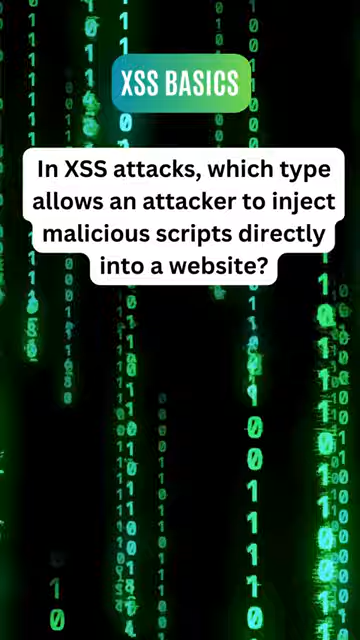 XSS BASICS
In XSS attacks, which type
allows an attacker to inject
malicious scripts directly
into a website?